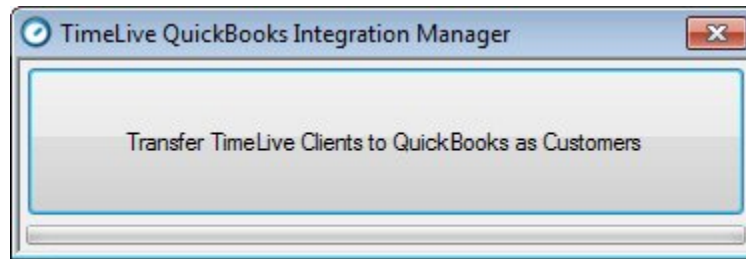 TimeLive QuickBooks Integration Manager
Transfer TimeLive Clients to QuickBooks as Customers